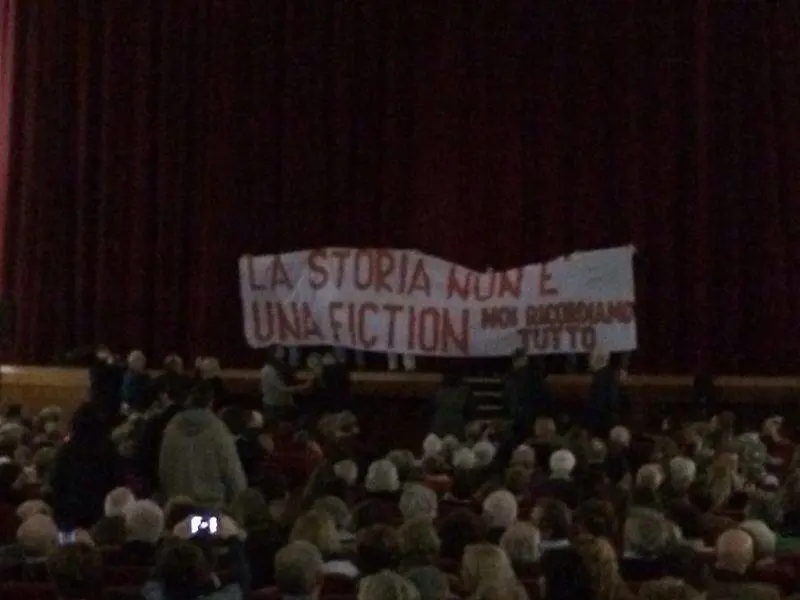 LA STORIA NON E'
UNA FICTION NOI RICORDIAMO
TUTTO